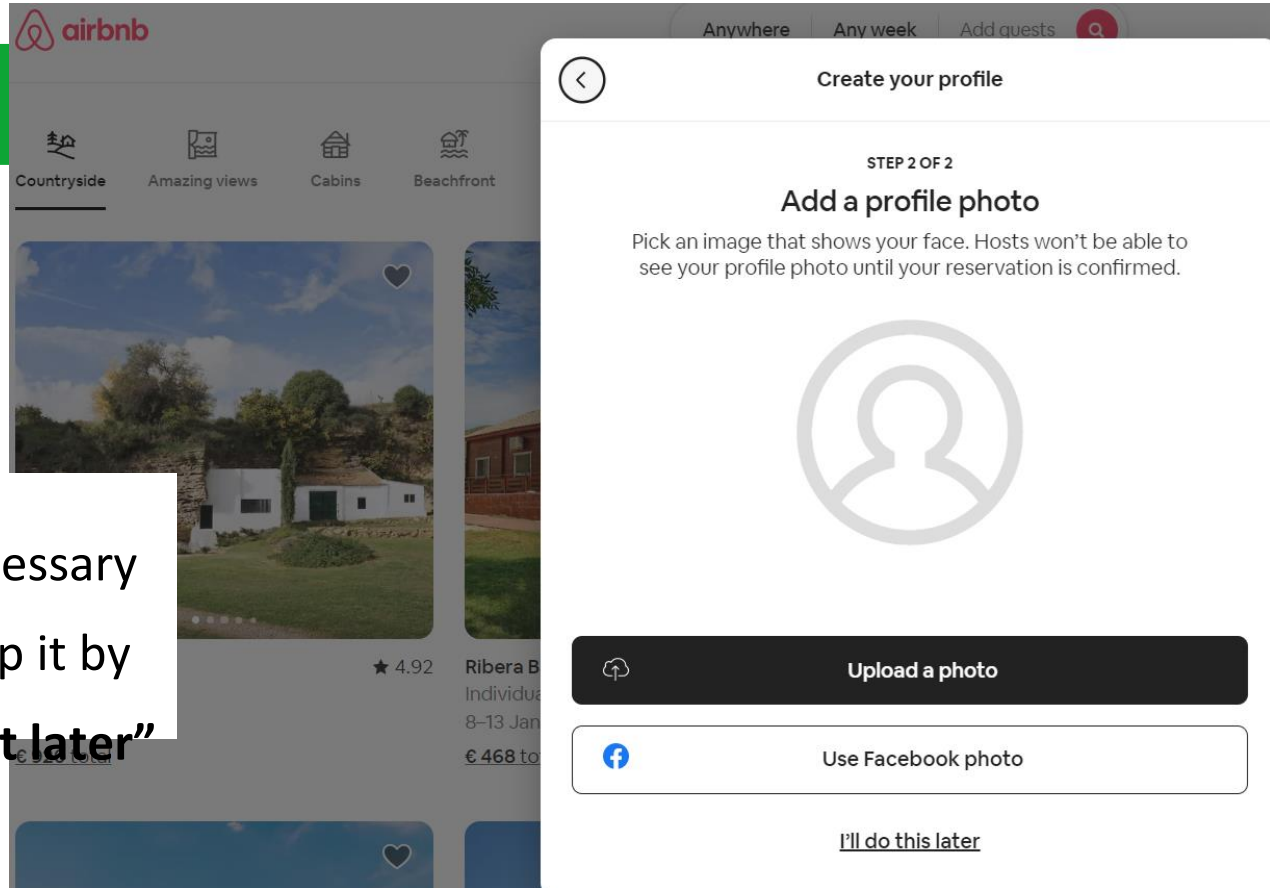 airbnb
Anywhere
Any week
Add guests
Create your profile
Countryside
Amazing views
Cabins
Beachfront
STEP 2 OF 2
Add a profile photo
Pick an image that shows your face. Hosts won't be able to
see your profile photo until your reservation is confirmed.
essary
p it by
t later"
4.92
Ribera B
Individua
8–13 Jan
total
€ 468 to
Upload a photo
Use Facebook photo
I'll do this later